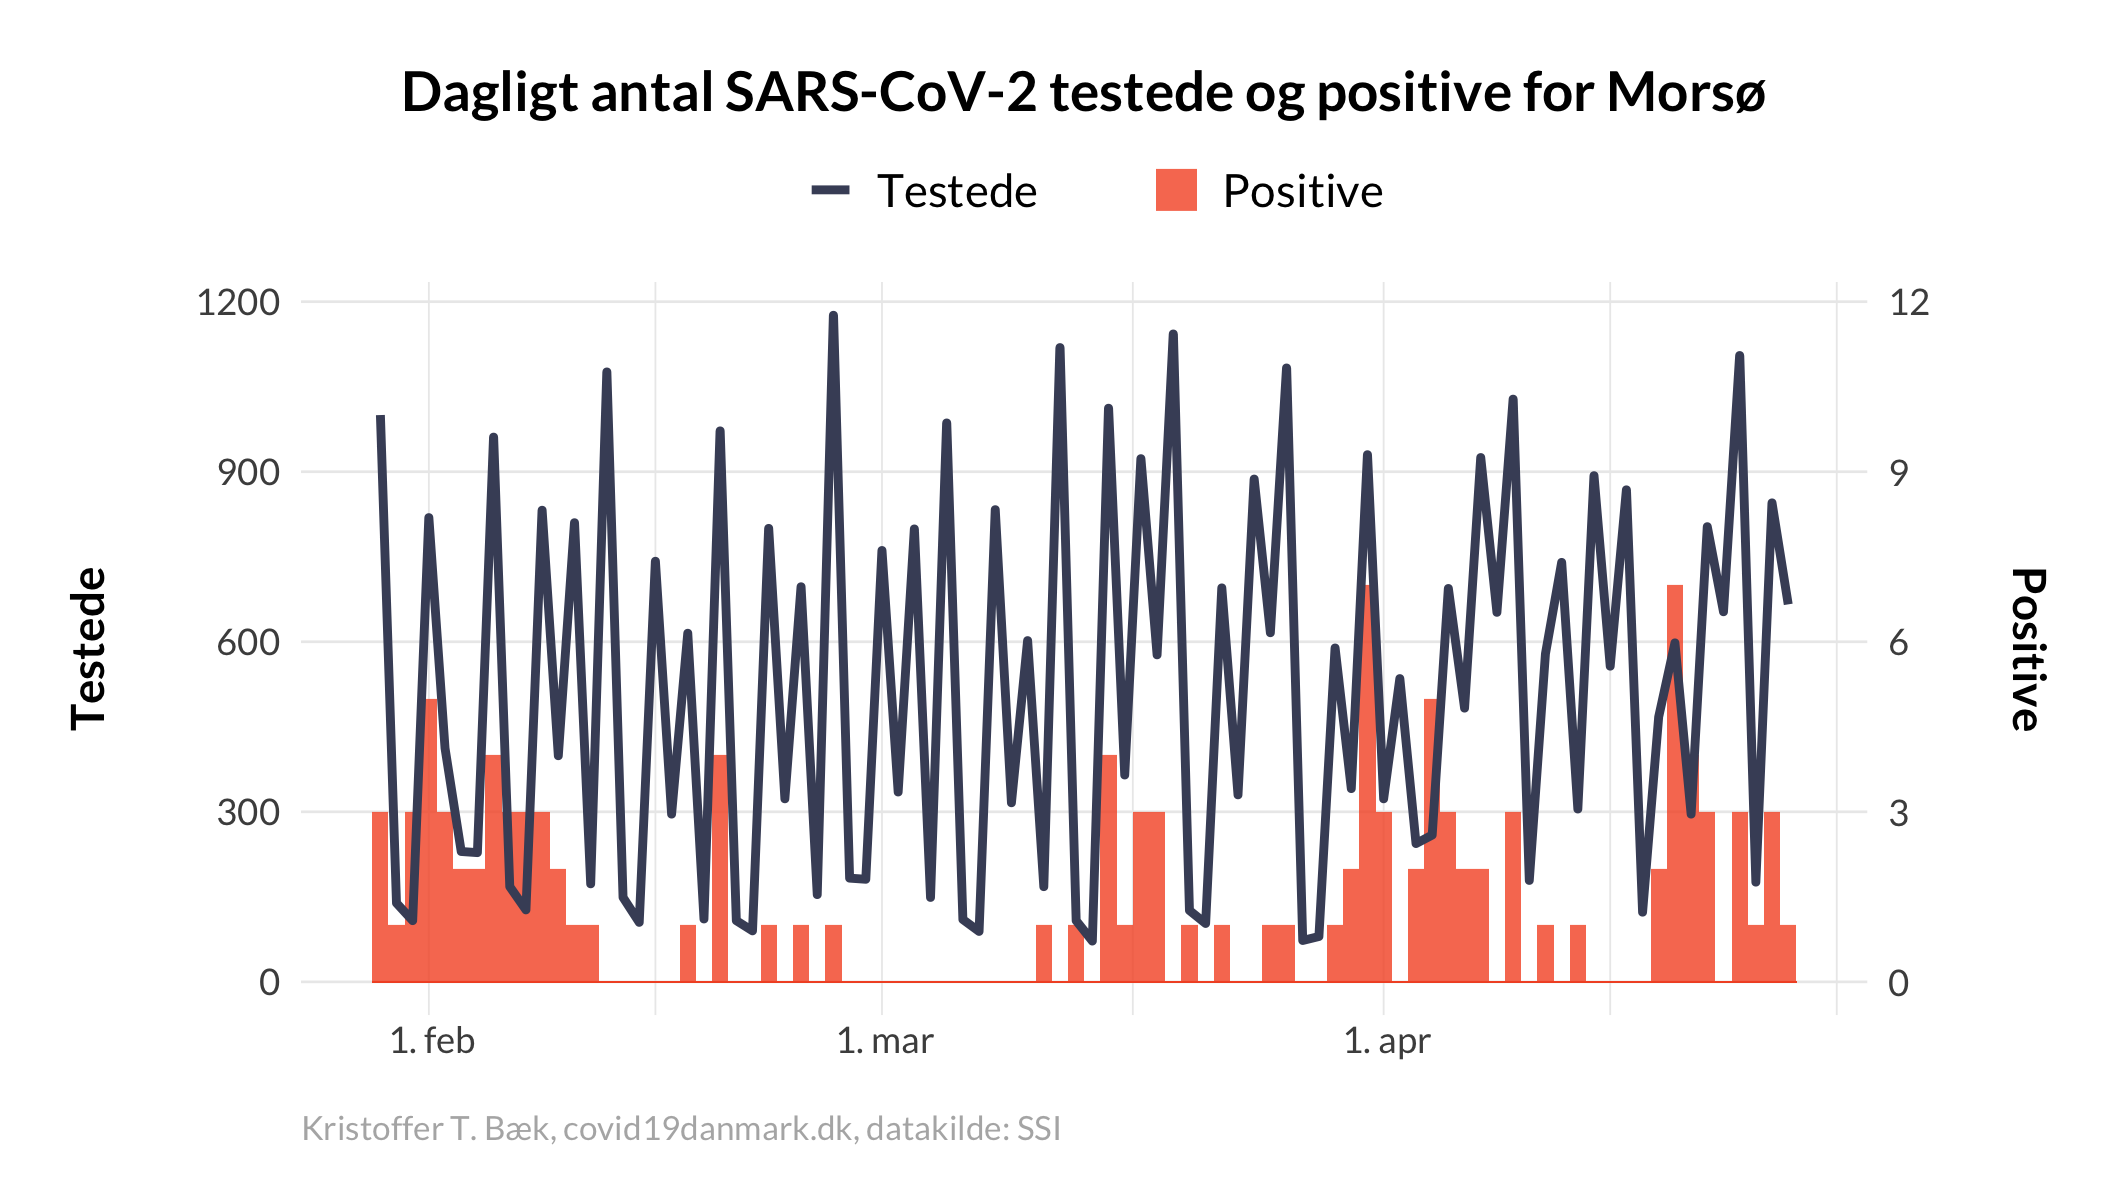 Dagligt antal SARS-CoV-2 testede og positive for Morsø
Testede Positive
1200 12
900 9
600 6
300 3
0 0
Testede
Positive
1. feb 1. mar 1. apr
Kristoffer T. Bæk, covid19danmark.dk, datakilde: SSI